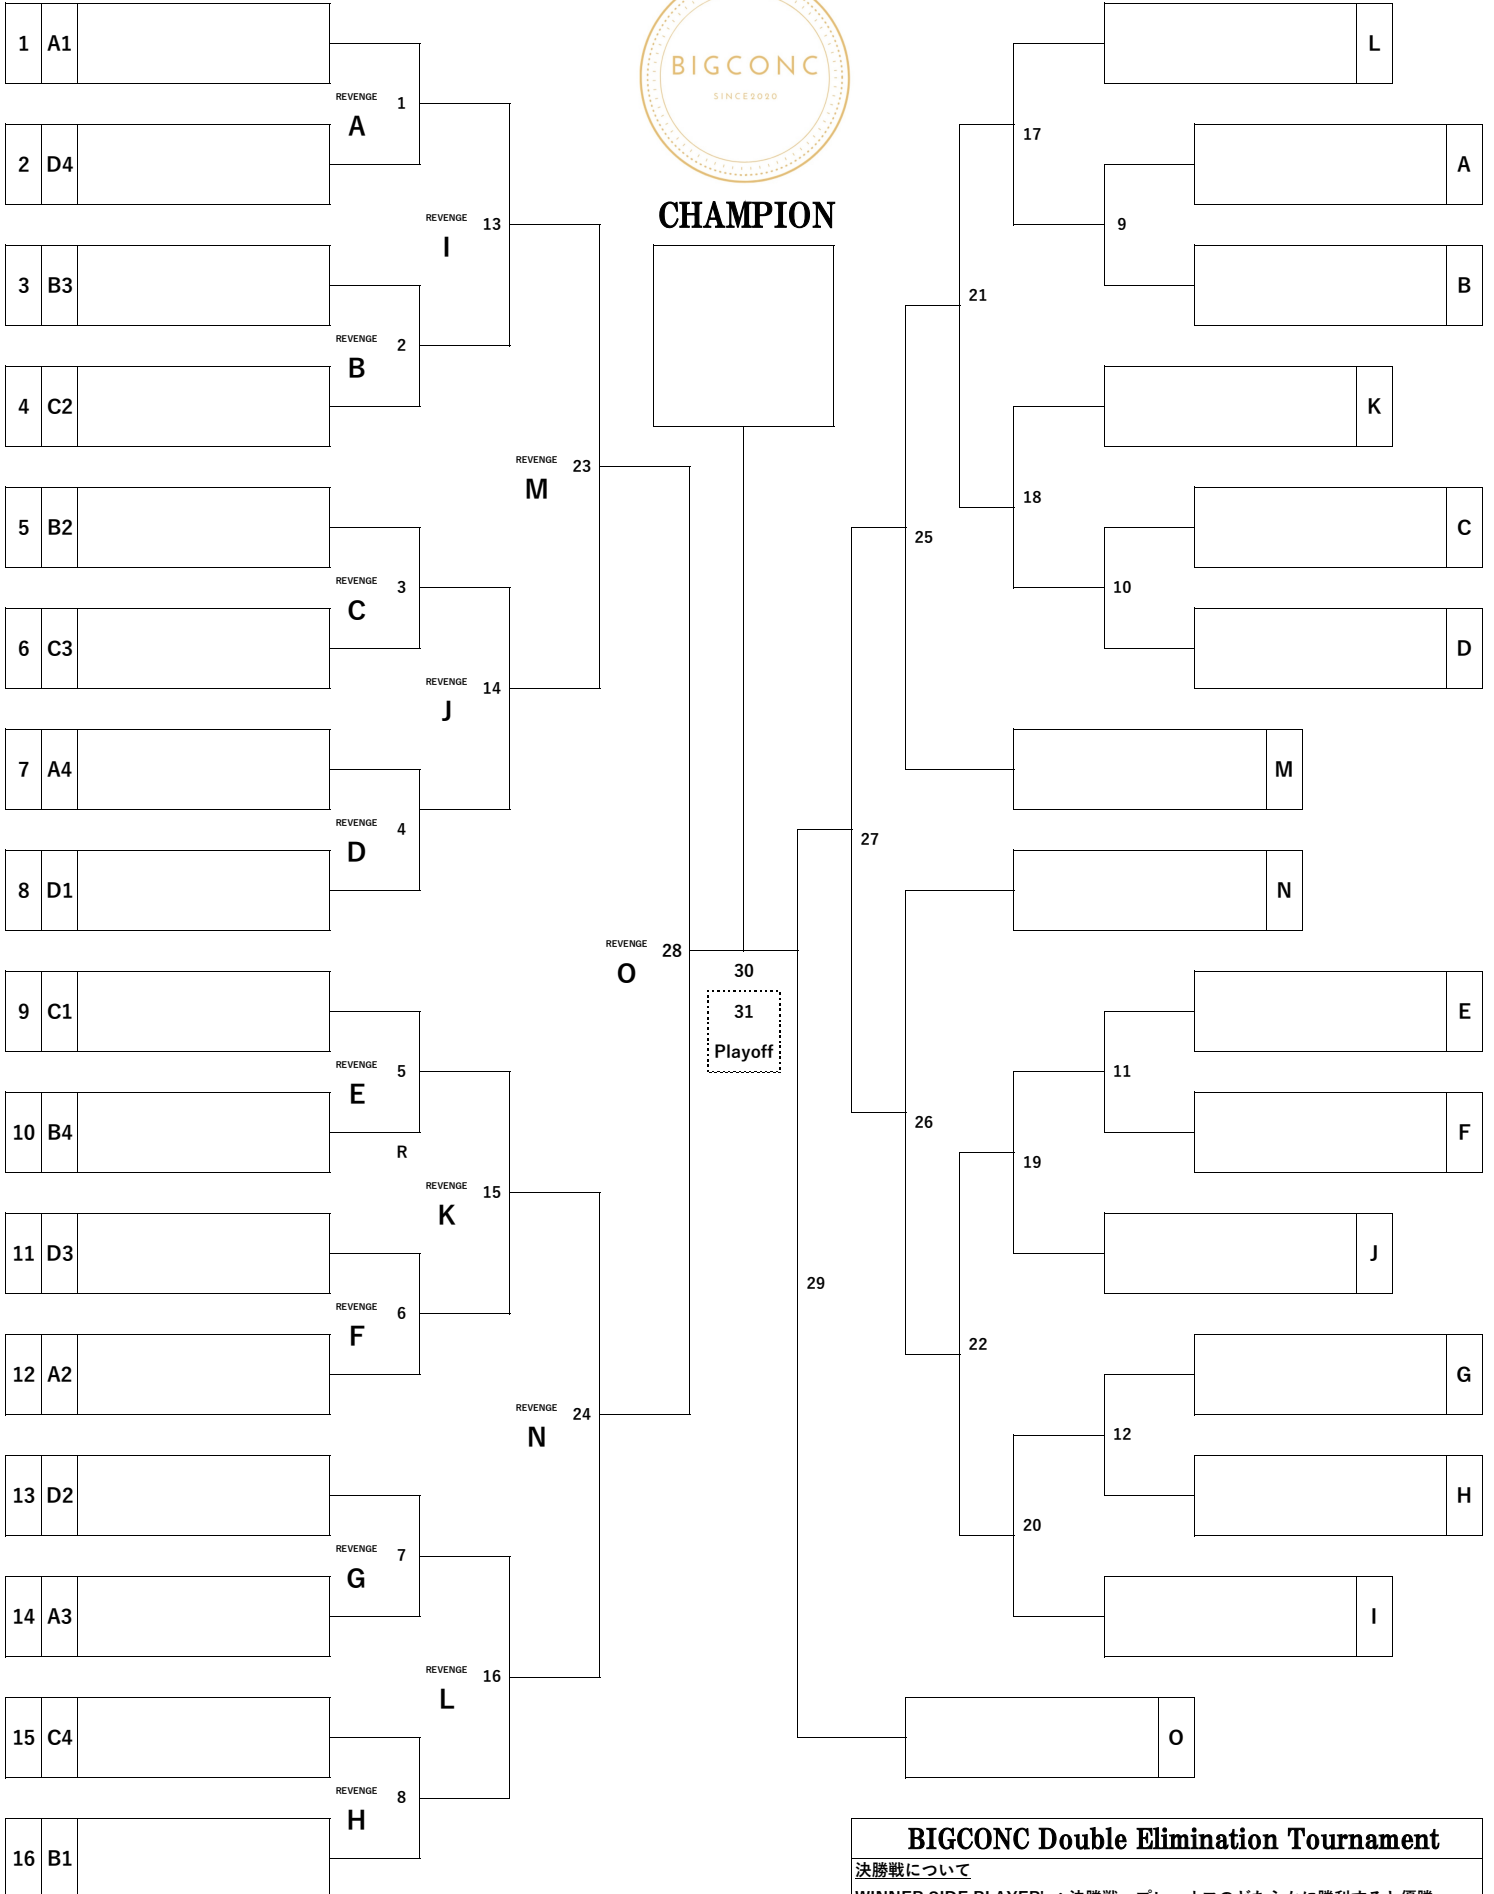 BIGCONC
SINCE2020
CHAMPION
1 A1
REVENGE 1
A
2 D4
REVENGE 13
I
3 B3
REVENGE 2
B
4 C2
REVENGE 23
M
5 B2
REVENGE 3
C
6 C3
REVENGE 14
J
7 A4
REVENGE 4
D
8 D1
REVENGE 28
O
9 C1
REVENGE 5
E
10 B4
R
REVENGE 15
K
11 D3
REVENGE 6
F
12 A2
REVENGE 24
N
13 D2
REVENGE 7
G
14 A3
REVENGE 16
L
15 C4
REVENGE 8
H
16 B1
30
31
Playoff
L
17
A
9
B
21
K
18
C
25
10
D
M
27
N
E
11
26
F
19
J
29
22
G
12
H
20
I
O
BIGCONC Double Elimination Tournament
決勝戦について